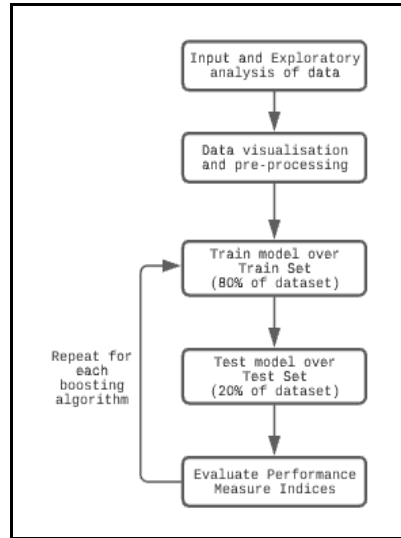 Input and Exploratory
analysis of data
Data visualisation
and pre-processing
Train model over
Train Set
(80% of dataset)
Repeat for
each
boosting
algorithm
Test model over
Test Set
(20% of dataset)
Evaluate Performance
Measure Indices